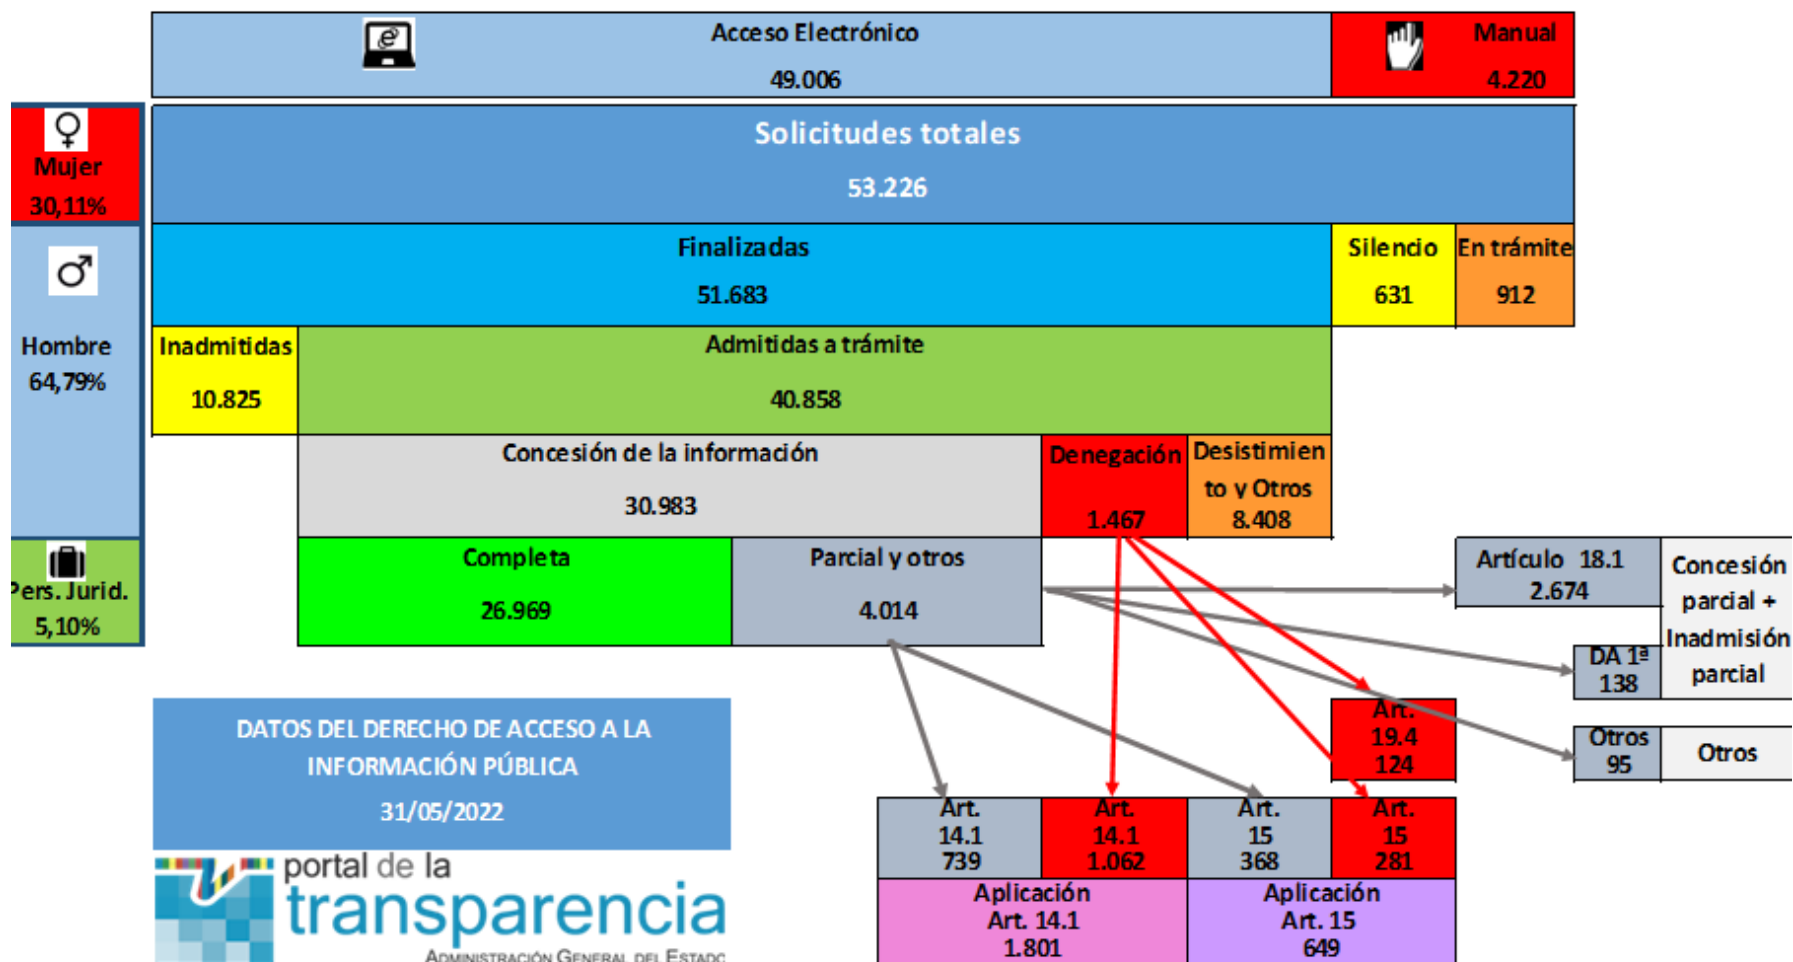 Acceso Electrónico
49.006
Manual
4.220
Mujer
30,11%
Solicitudes totales
53.226
Hombre
64,79%
Finalizadas
51.683
Silencio
631
En trámite
912
Inadmitidas
10.825
Admitidas a trámite
40.858
Concesión de la información
30.983
Denegación
1.467
Desistimien
to y Otros
8.408
Pers. Jurid.
5,10%
Completa
26.969
Parcial y otros
4.014
Artículo 18.1
2.674
Concesión
parcial +
Inadmisión
parcial
DA 1ª
138
Otros
95
Otros
Art.
19.4
124
Art.
14.1
739
Art.
14.1
1.062
Art.
15
368
Art.
15
281
Aplicación
Art. 14.1
1.801
Aplicación
Art. 15
649
DATOS DEL DERECHO DE ACCESO A LA
INFORMACIÓN PÚBLICA
31/05/2022
portal de la
transparencia
ADMINISTRACIÓN GENERAL DEL ESTADO